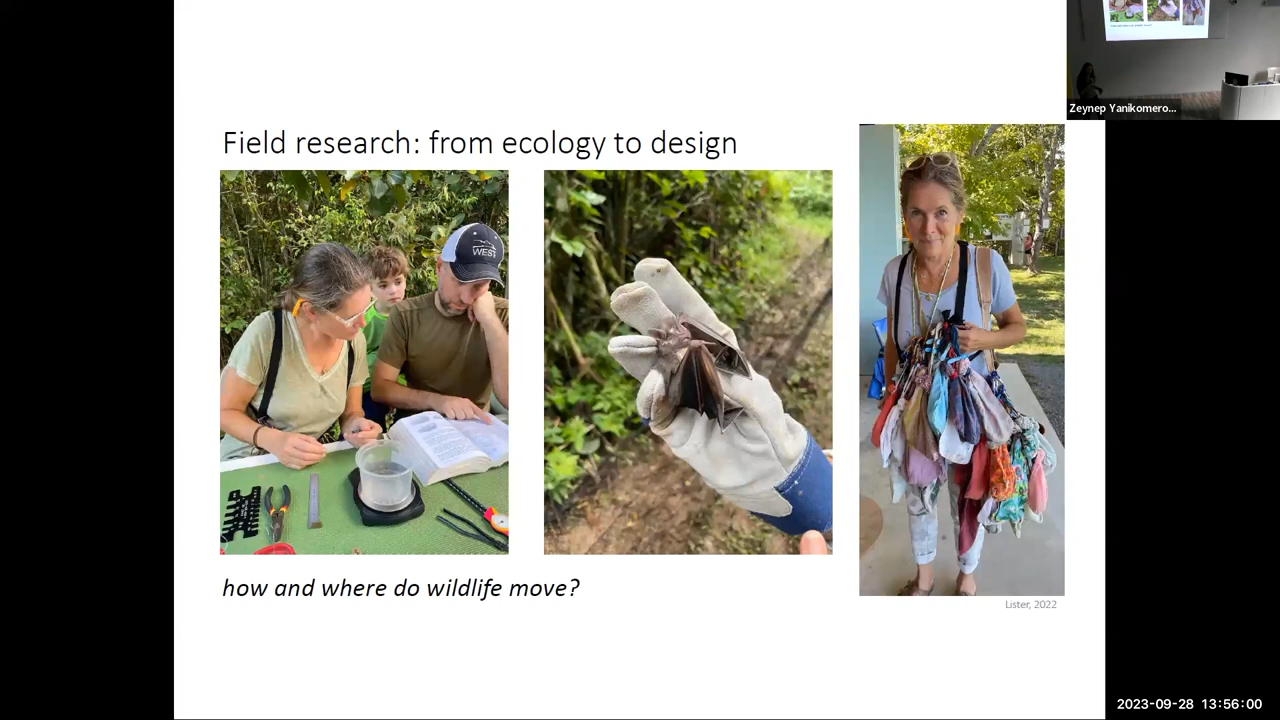 Zeynep Yanikomero...
Field research: from ecology to design
WEST
how and where do wildlife move?
Lister, 2022
2023-09-28 13:56:00